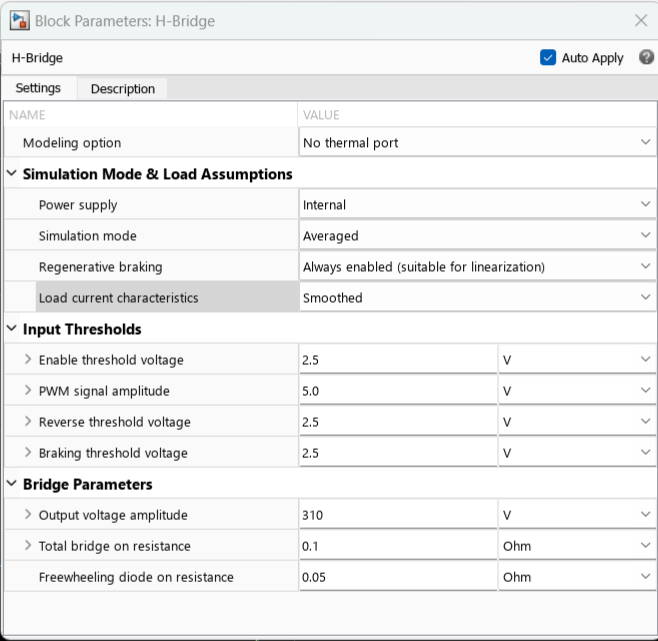 Block Parameters: H-Bridge
H-Bridge Auto Apply ?
Settings Description
NAME VALUE
Modeling option No thermal port
Simulation Mode & Load Assumptions
Power supply Internal
Simulation mode Averaged
Regenerative braking Always enabled (suitable for linearization)
Load current characteristics Smoothed
Input Thresholds
Enable threshold voltage 2.5 V
PWM signal amplitude 5.0 V
Reverse threshold voltage 2.5 V
Braking threshold voltage 2.5 V
Bridge Parameters
Output voltage amplitude 310 V
Total bridge on resistance 0.1 Ohm
Freewheeling diode on resistance 0.05 Ohm